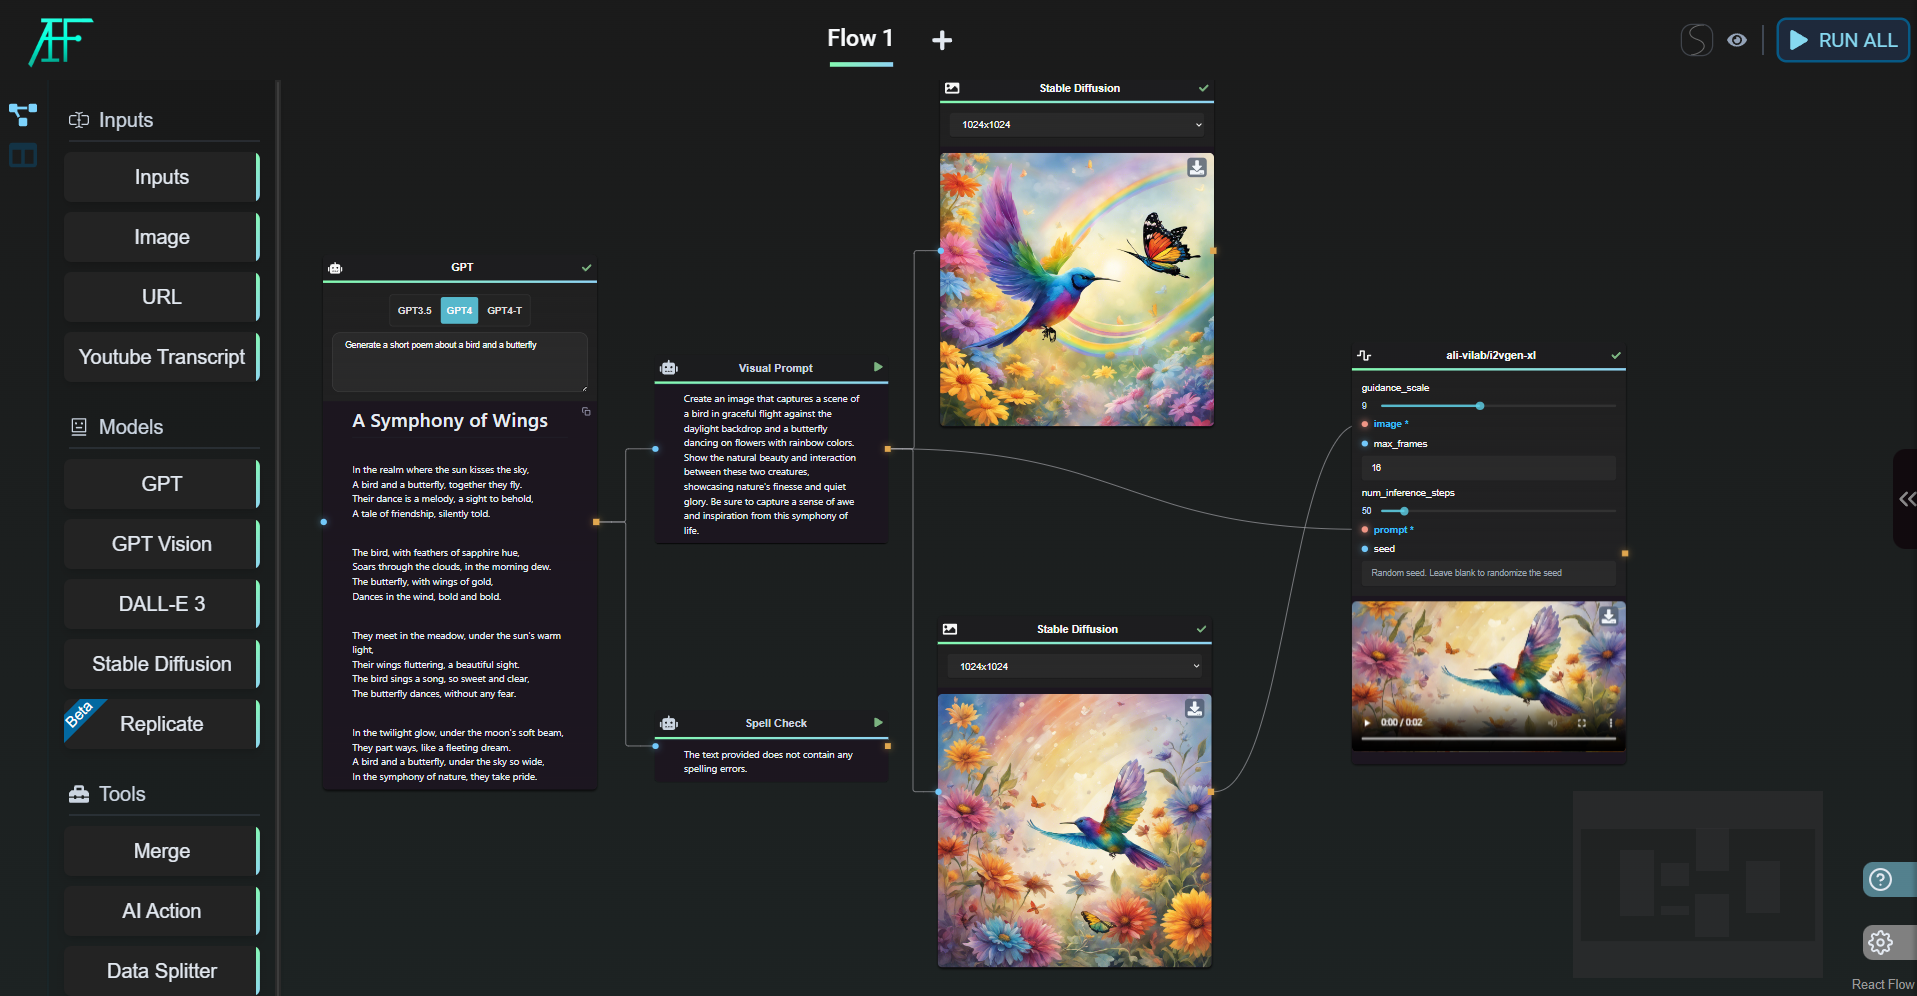 Flow 1
RUN ALL
Inputs
Inputs
Image
URL
Youtube Transcript
Models
GPT
GPT Vision
DALL-E 3
Stable Diffusion
Beta
Replicate
Tools
Merge
AI Action
Data Splitter
GPT
GPT3.5 GPT4 GPT4-T
Generate a short poem about a bird and a butterfly
A Symphony of Wings
In the realm where the sun kisses the sky,
A bird and a butterfly, together they fly.
Their dance is a melody, a sight to behold,
A tale of friendship, silently told.
The bird, with feathers of sapphire hue,
Soars through the clouds, in the morning dew.
The butterfly, with wings of gold,
Dances in the wind, bold and bold.
They meet in the meadow, under the sun's warm
light,
Their wings fluttering, a beautiful sight.
The bird sings a song, so sweet and clear,
The butterfly dances, without any fear.
In the twilight glow, under the moon's soft beam,
They part ways, like a fleeting dream.
A bird and a butterfly, under the sky so wide,
In the symphony of nature, they take pride.
Visual Prompt
Create an image that captures a scene of
a bird in graceful flight against the
daylight backdrop and a butterfly
dancing on flowers with rainbow colors.
Show the natural beauty and interaction
between these two creatures,
showcasing nature's finesse and quiet
glory. Be sure to capture a sense of awe
and inspiration from this symphony of
life.
Spell Check
The text provided does not contain any
spelling errors.
Stable Diffusion
1024x1024
Stable Diffusion
1024x1024
ali-vilab/i2vgen-xl
guidance_scale
9
image *
max_frames
16
num_inference_steps
50
prompt *
seed
Random seed. Leave blank to randomize the seed
0:00 / 0:02
React Flow